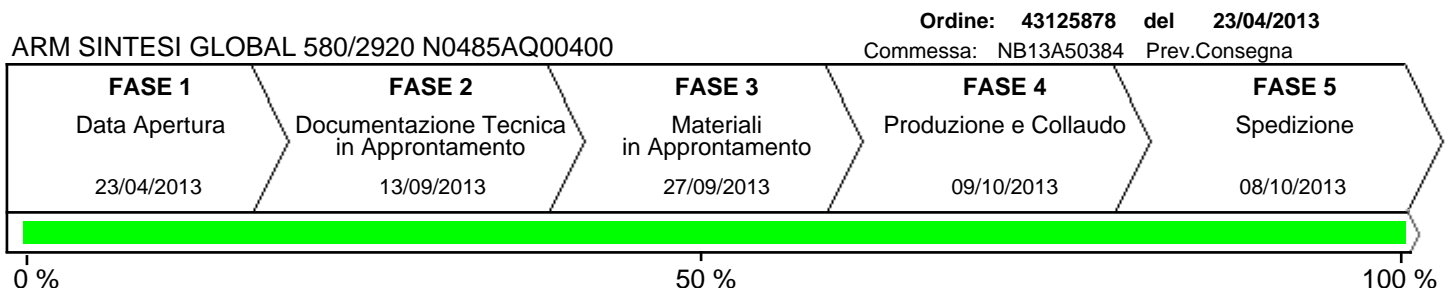 Ordine: 43125878 del 23/04/2013
ARM SINTESI GLOBAL 580/2920 N0485AQ00400
Commessa: NB13A50384 Prev.Consegna
FASE 1
Data Apertura
23/04/2013
FASE 2
Documentazione Tecnica
in Approntamento
13/09/2013
FASE 3
Materiali
in Approntamento
27/09/2013
FASE 4
Produzione e Collaudo
09/10/2013
FASE 5
Spedizione
08/10/2013
0 %
50 %
100 %